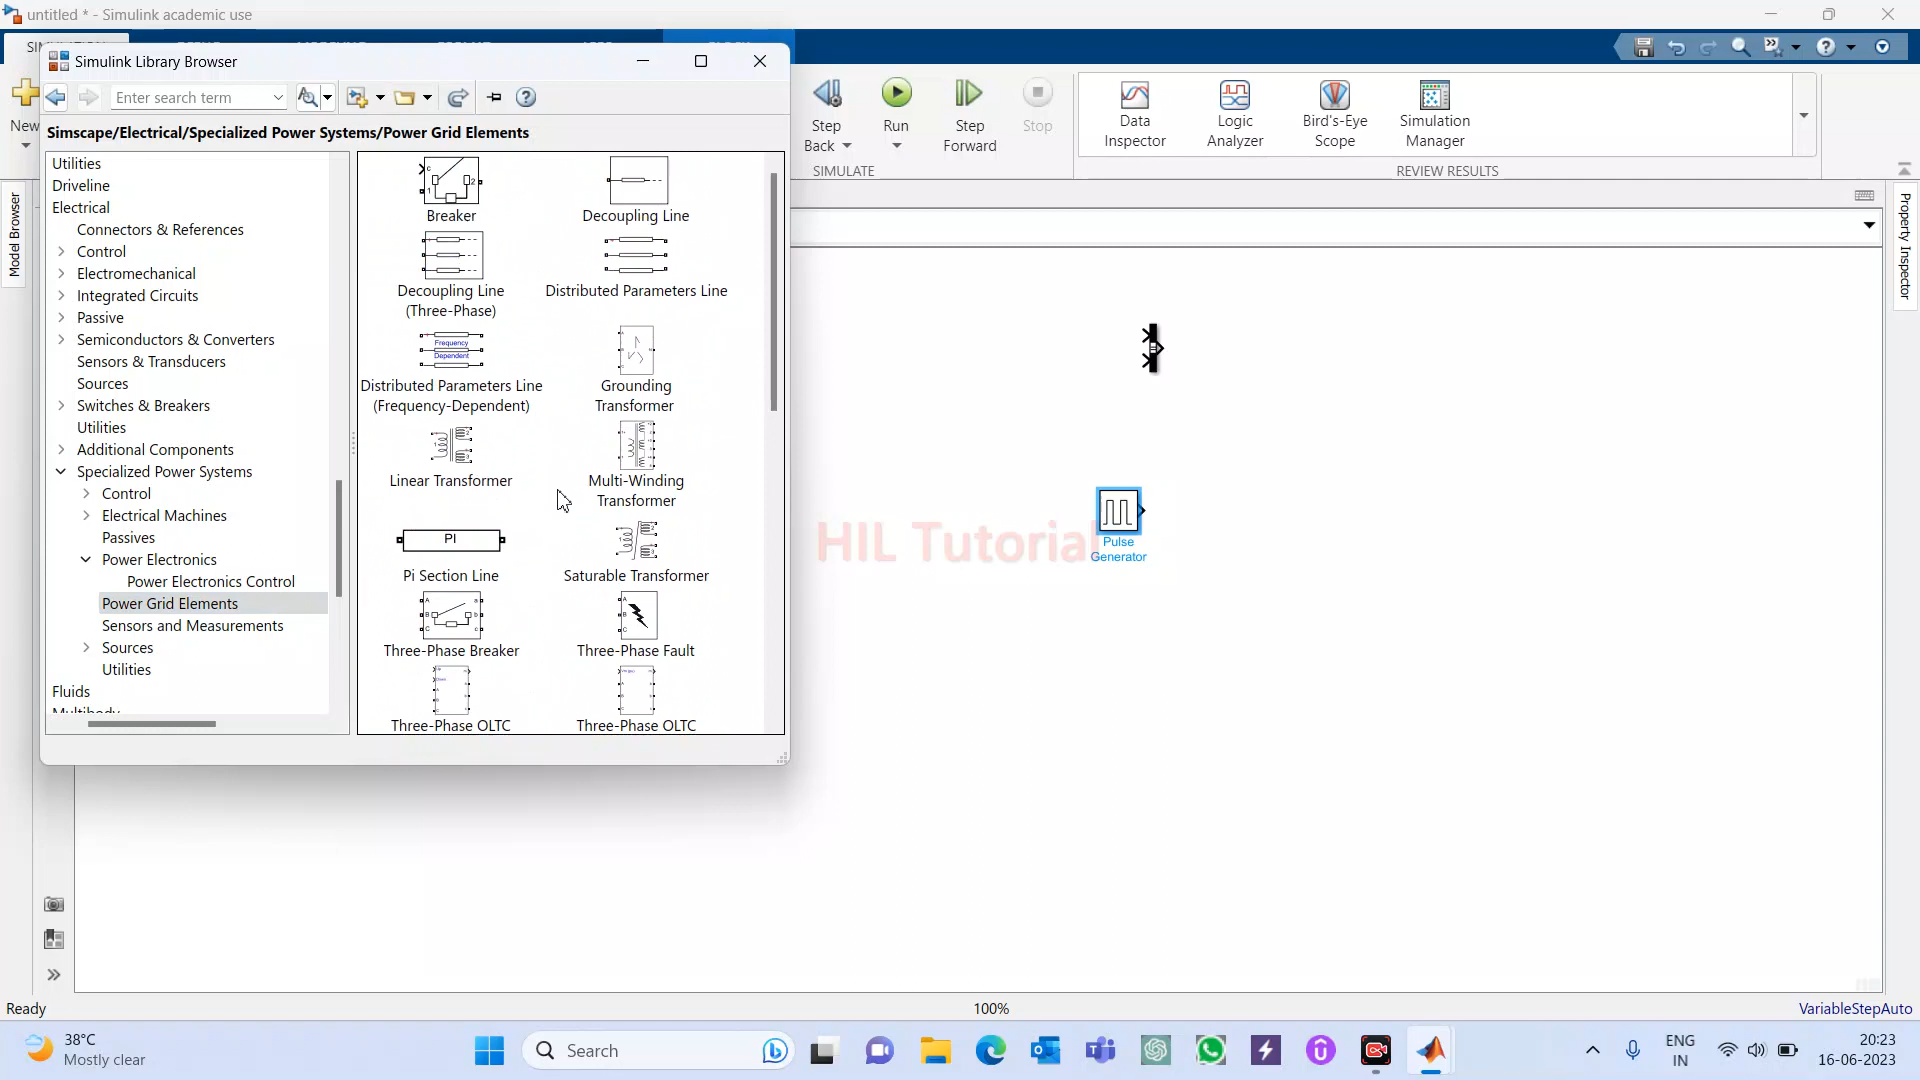 untitled * - Simulink academic use
Simulink Library Browser
New
Enter search term
Simscape/Electrical/Specialized Power Systems/Power Grid Elements
Utilities
Driveline
Electrical
Connectors & References
Control
Electromechanical
Integrated Circuits
Passive
Semiconductors & Converters
Sensors & Transducers
Sources
Switches & Breakers
Utilities
Additional Components
Specialized Power Systems
Control
Electrical Machines
Passives
Power Electronics
Power Electronics Control
Power Grid Elements
Sensors and Measurements
Sources
Utilities
Fluids
Multibody
Breaker
Decoupling Line
Decoupling Line
(Three-Phase)
Distributed Parameters Line
Frequency
Dependent
Distributed Parameters Line
(Frequency-Dependent)
Grounding
Transformer
Linear Transformer
Multi-Winding
Transformer
PI
Pi Section Line
Saturable Transformer
Three-Phase Breaker
Three-Phase Fault
Three-Phase OLTC
Three-Phase OLTC
Step
Back
Run
Step
Forward
Stop
SIMULATE
Data
Inspector
Logic
Analyzer
Bird's-Eye
Scope
Simulation
Manager
REVIEW RESULTS
Model Browser
Property Inspector
HIL Tutorial
Pulse
Generator
Ready
100%
VariableStepAuto
38°C
Mostly clear
Search
ENG
IN
20:23
16-06-2023